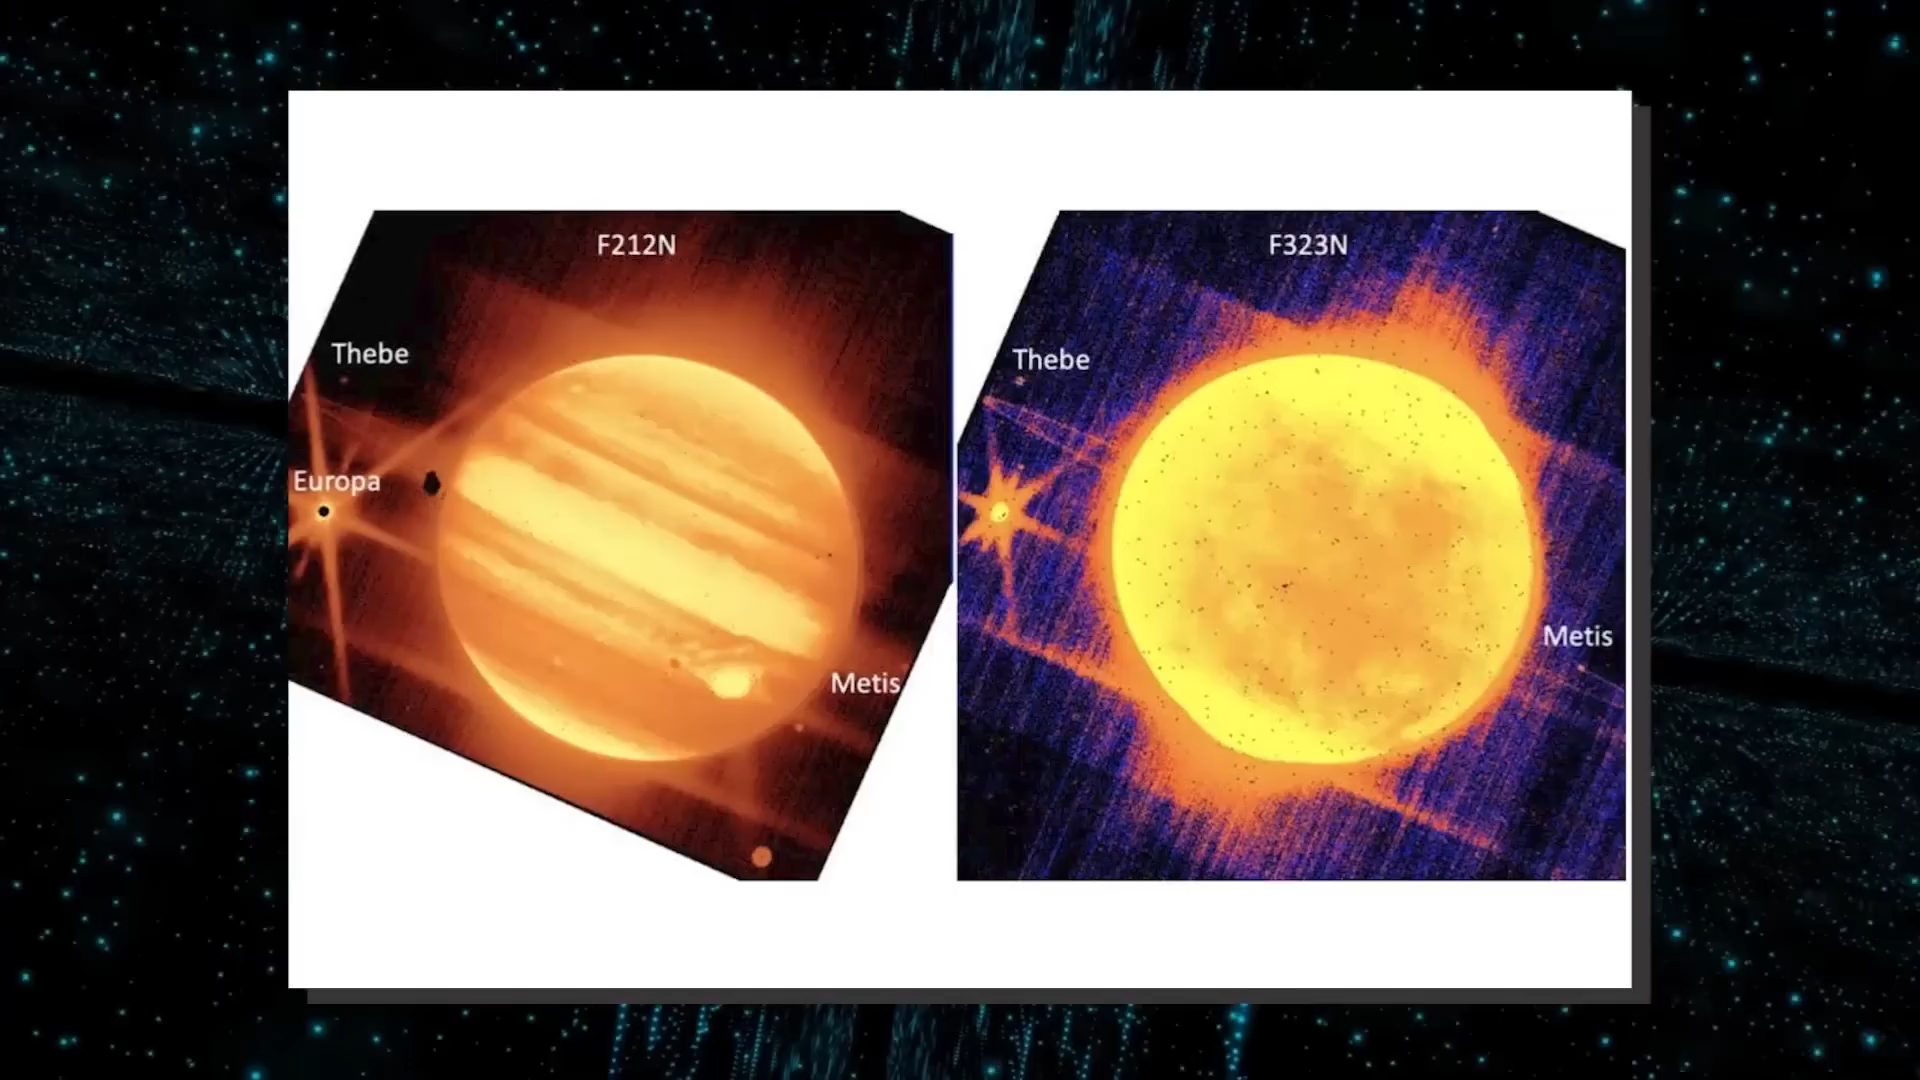 F212N
Thebe
Europa
Metis
F323N
Thebe
Metis